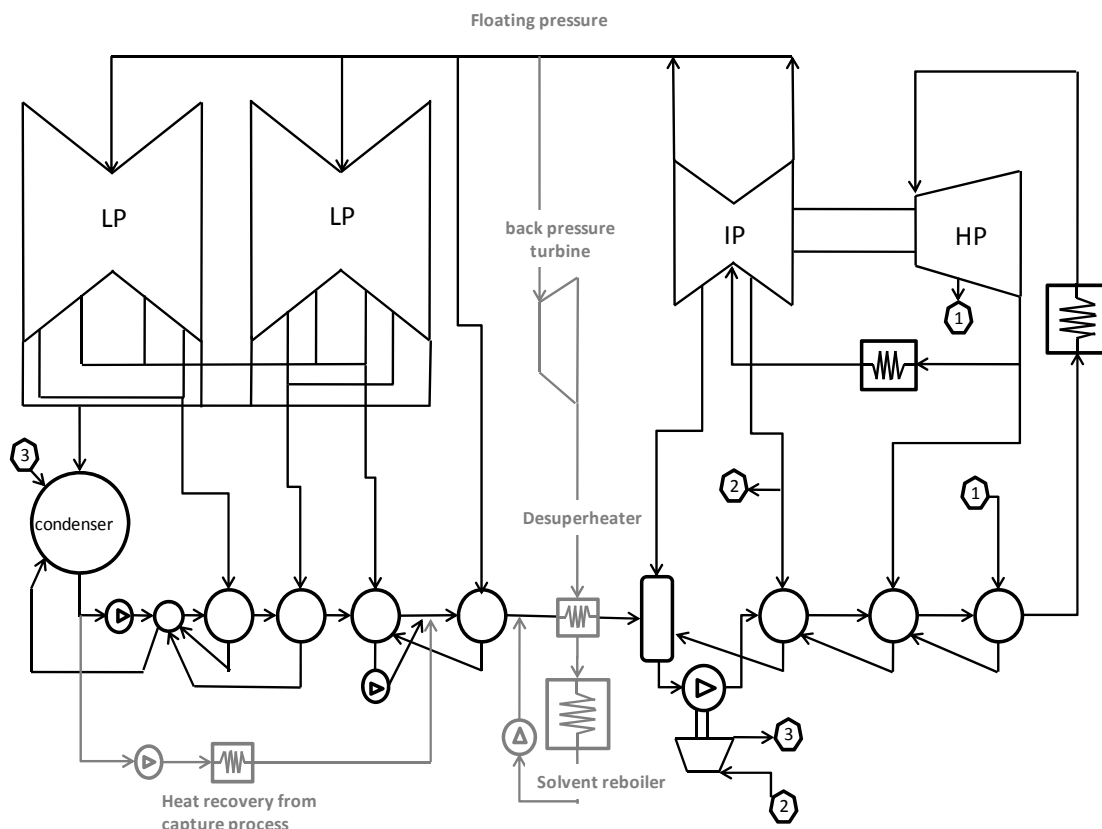 Floating pressure
LP
LP
IP
HP
back pressure
turbine
1
3
2
1
condenser
Desuperheater
3
2
Solvent reboiler
Heat recovery from
capture process